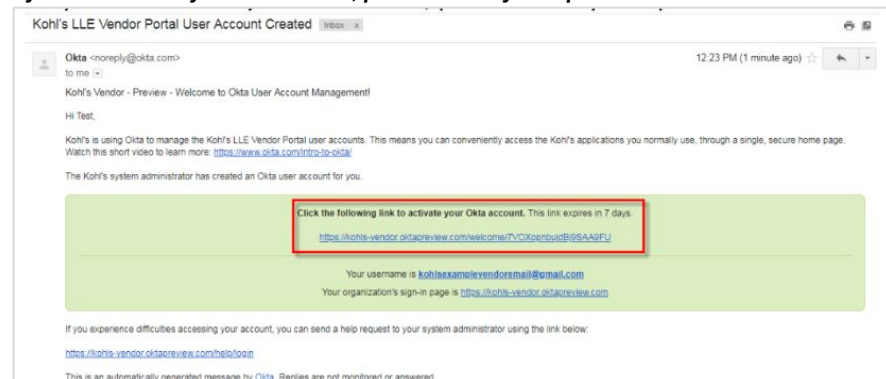 Kohl's LLE Vendor Portal User Account Created Inbox x
Okta <noreply@okta.com> 12:23 PM (1 minute ago)
to me
Kohl's Vendor - Preview - Welcome to Okta User Account Management!
Hi Test,
Kohl's is using Okta to manage the Kohl's LLE Vendor Portal user accounts. This means you can conveniently access the Kohl's applications you normally use, through a single, secure home page.
Watch this short video to learn more: https://www.okta.com/intro-to-okta/
The Kohl's system administrator has created an Okta user account for you.
Click the following link to activate your Okta account. This link expires in 7 days.
Your username is kohlsexamplevendoremail@gmail.com
Your organization's sign-in page is https://kohls-vendor.oktapreview.com
If you experience difficulties accessing your account, you can send a help request to your system administrator using the link below:
https://kohls-vendor.oktapreview.com/help/login
This is an automatically generated message by Okta. Replies are not monitored or answered.